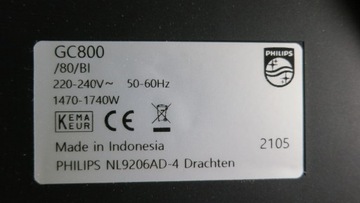 GC800
/80/BI
220-240V~ 50-60Hz
1470-1740W
PHILIPS
KEMA
KEUR
CE
Made in Indonesia
2105
PHILIPS NL9206AD-4 Drachten